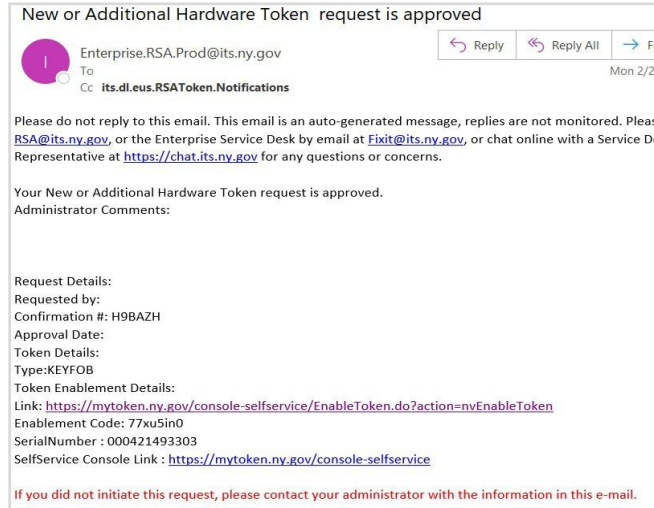 New or Additional Hardware Token request is approved
I
Enterprise.RSA.Prod@its.ny.gov
Reply
Reply All
To
Mon 2/2
Cc its.dl.eus.RSAToken.Notifications
Please do not reply to this email. This email is an auto-generated message, replies are not monitored.
RSA@its.ny.gov, or the Enterprise Service Desk by email at Fixit@its.ny.gov, or chat online with a Service
Representative at https://chat.its.ny.gov for any questions or concerns.
Your New or Additional Hardware Token request is approved.
Administrator Comments:
Request Details:
Requested by:
Confirmation #: H9BAZH
Approval Date:
Token Details:
Type:KEYFOB
Token Enablement Details:
Link: https://mytoken.ny.gov/console-selfservice/EnableToken.do?action=nvEnableToken
Enablement Code: 77xu5in0
SerialNumber : 000421493303
SelfService Console Link : https://mytoken.ny.gov/console-selfservice
If you did not initiate this request, please contact your administrator with the information in this e-mail.